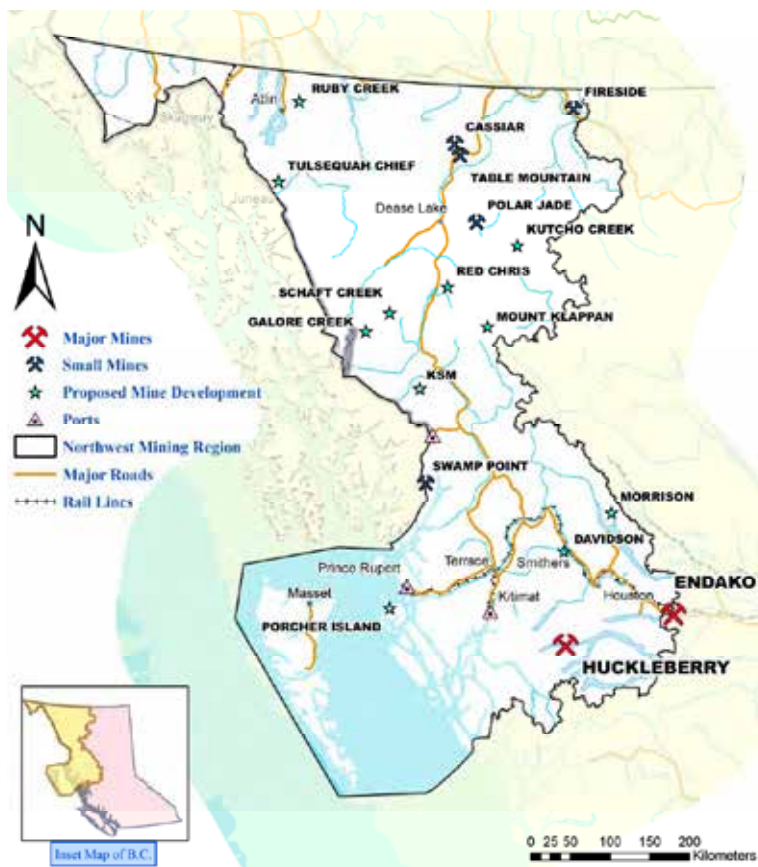 RUBY CREEK
Atlin
FIRESIDE
Skagway
CASSIAR
TULSEQUAH CHIEF
TABLE MOUNTAIN
Juneau
Dease Lake
POLAR JADE
KUTCHO CREEK
N
RED CHRIS
SCHAFT CREEK
GALORE CREEK
MOUNT KLAPPAN
Major Mines
Small Mines
KSM
Proposed Mine Development
Ports
Northwest Mining Region
Major Roads
SWAMP POINT
Rail Lines
MORRISON
DAVIDSON
Terrace
Smithers
Prince Rupert
ENDAKO
Masset
Kitimat
Houston
PORCHER ISLAND
HUCKLEBERRY
Inset Map of B.C.
0 25 50 100 150 200
Kilometers